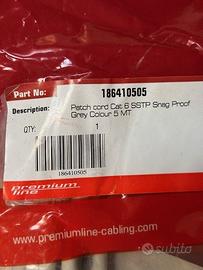 Part No: 186410505
Description: Patch cord Cat 6 SSTP Snag Proof
Grey Colour 5 MT
QTY: 1
186410505
premium
line
www.premiumline-cabling.com
subito